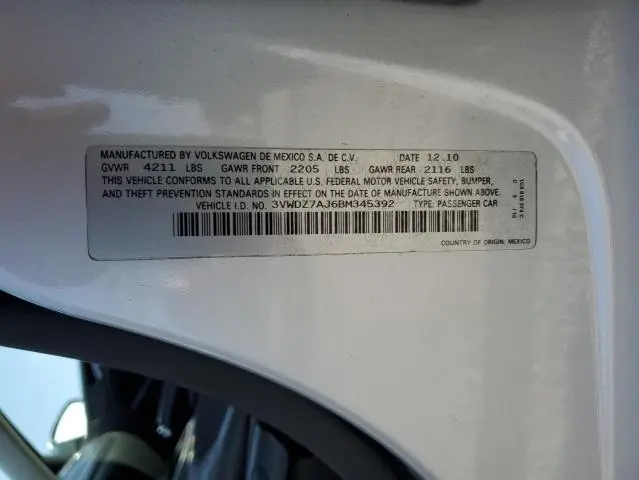 MANUFACTURED BY VOLKSWAGEN DE MEXICO S.A. DE C.V. DATE 12.10
GVWR 4211 LBS GAWR FRONT 2205 LBS GAWR REAR 2116 LBS
THIS VEHICLE CONFORMS TO ALL APPLICABLE U.S. FEDERAL MOTOR VEHICLE SAFETY, BUMPER,
AND THEFT PREVENTION STANDARDS IN EFFECT ON THE DATE OF MANUFACTURE SHOWN ABOVE.
VEHICLE I.D. NO. 3VWDZ7AJ6BM345392 TYPE: PASSENGER CAR
COUNTRY OF ORIGIN: MEXICO